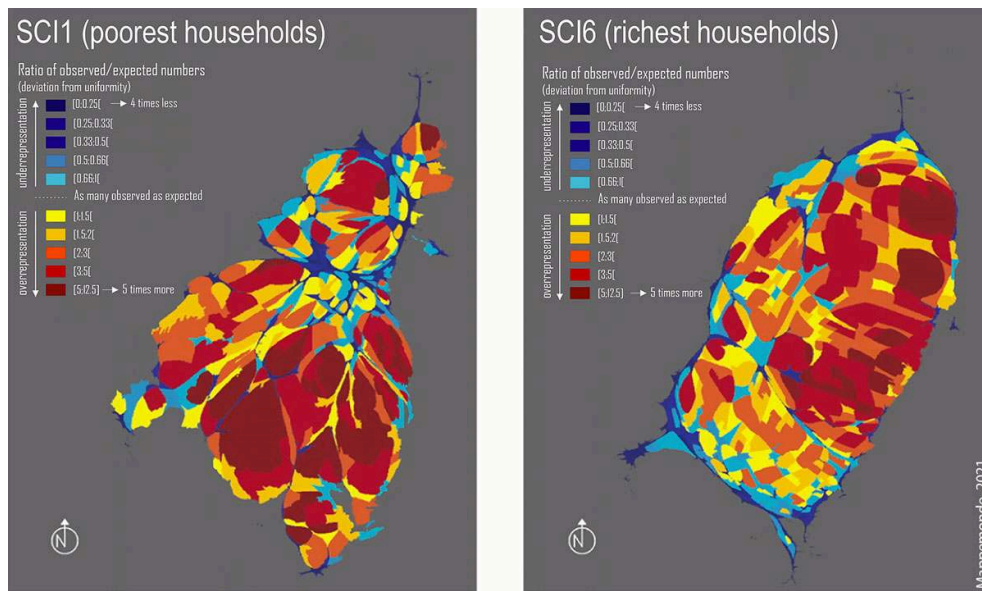 SCI1 (poorest households)
Ratio of observed/expected numbers
(deviation from uniformity)
underrepresentation
[0:0.25[ → 4 times less
[0.25:0.33[
[0.33:0.5[
[0.5:0.66[
[0.66:1[
As many observed as expected
overrepresentation
[1:1.5[
[1.5:2[
[2:3[
[3:5[
[5:12.5] → 5 times more
N
SCI6 (richest households)
Ratio of observed/expected numbers
(deviation from uniformity)
underrepresentation
[0:0.25[ → 4 times less
[0.25:0.33[
[0.33:0.5[
[0.5:0.66[
[0.66:1[
As many observed as expected
overrepresentation
[1:1.5[
[1.5:2[
[2:3[
[3:5[
[5:12.5] → 5 times more
N
Mappemonde, 2021